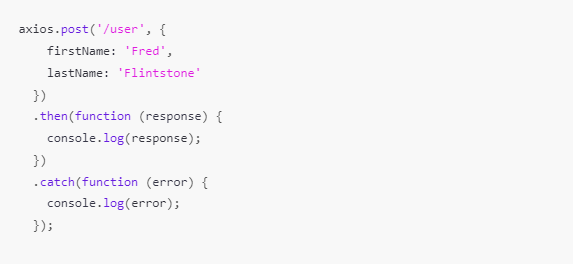 axios.post('/user', {
    firstName: 'Fred',
    lastName: 'Flintstone'
  })
  .then(function (response) {
    console.log(response);
  })
  .catch(function (error) {
    console.log(error);
  });